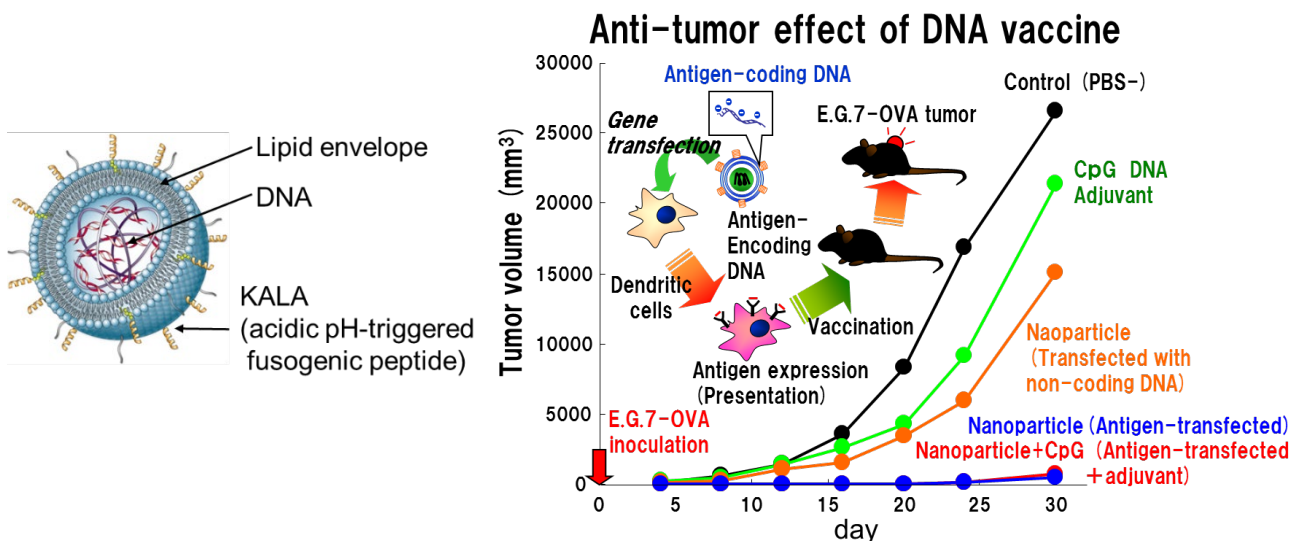 Anti-tumor effect of DNA vaccine
Lipid envelope
DNA
KALA
(acidic pH-triggered
fusogenic peptide)
Tumor volume (mm³)
30000
25000
20000
15000
10000
5000
0
0
5
10
15
20
25
30
day
Antigen-coding DNA
Gene
transfection
E.G.7-OVA tumor
Antigen-
Encoding
DNA
Dendritic
cells
Vaccination
Antigen expression
(Presentation)
E.G.7-OVA
inoculation
Control (PBS-)
CpG DNA
Adjuvant
Naoparticle
(Transfected with
non-coding DNA)
Nanoparticle (Antigen-transfected)
Nanoparticle+CpG (Antigen-transfected
+adjuvant)